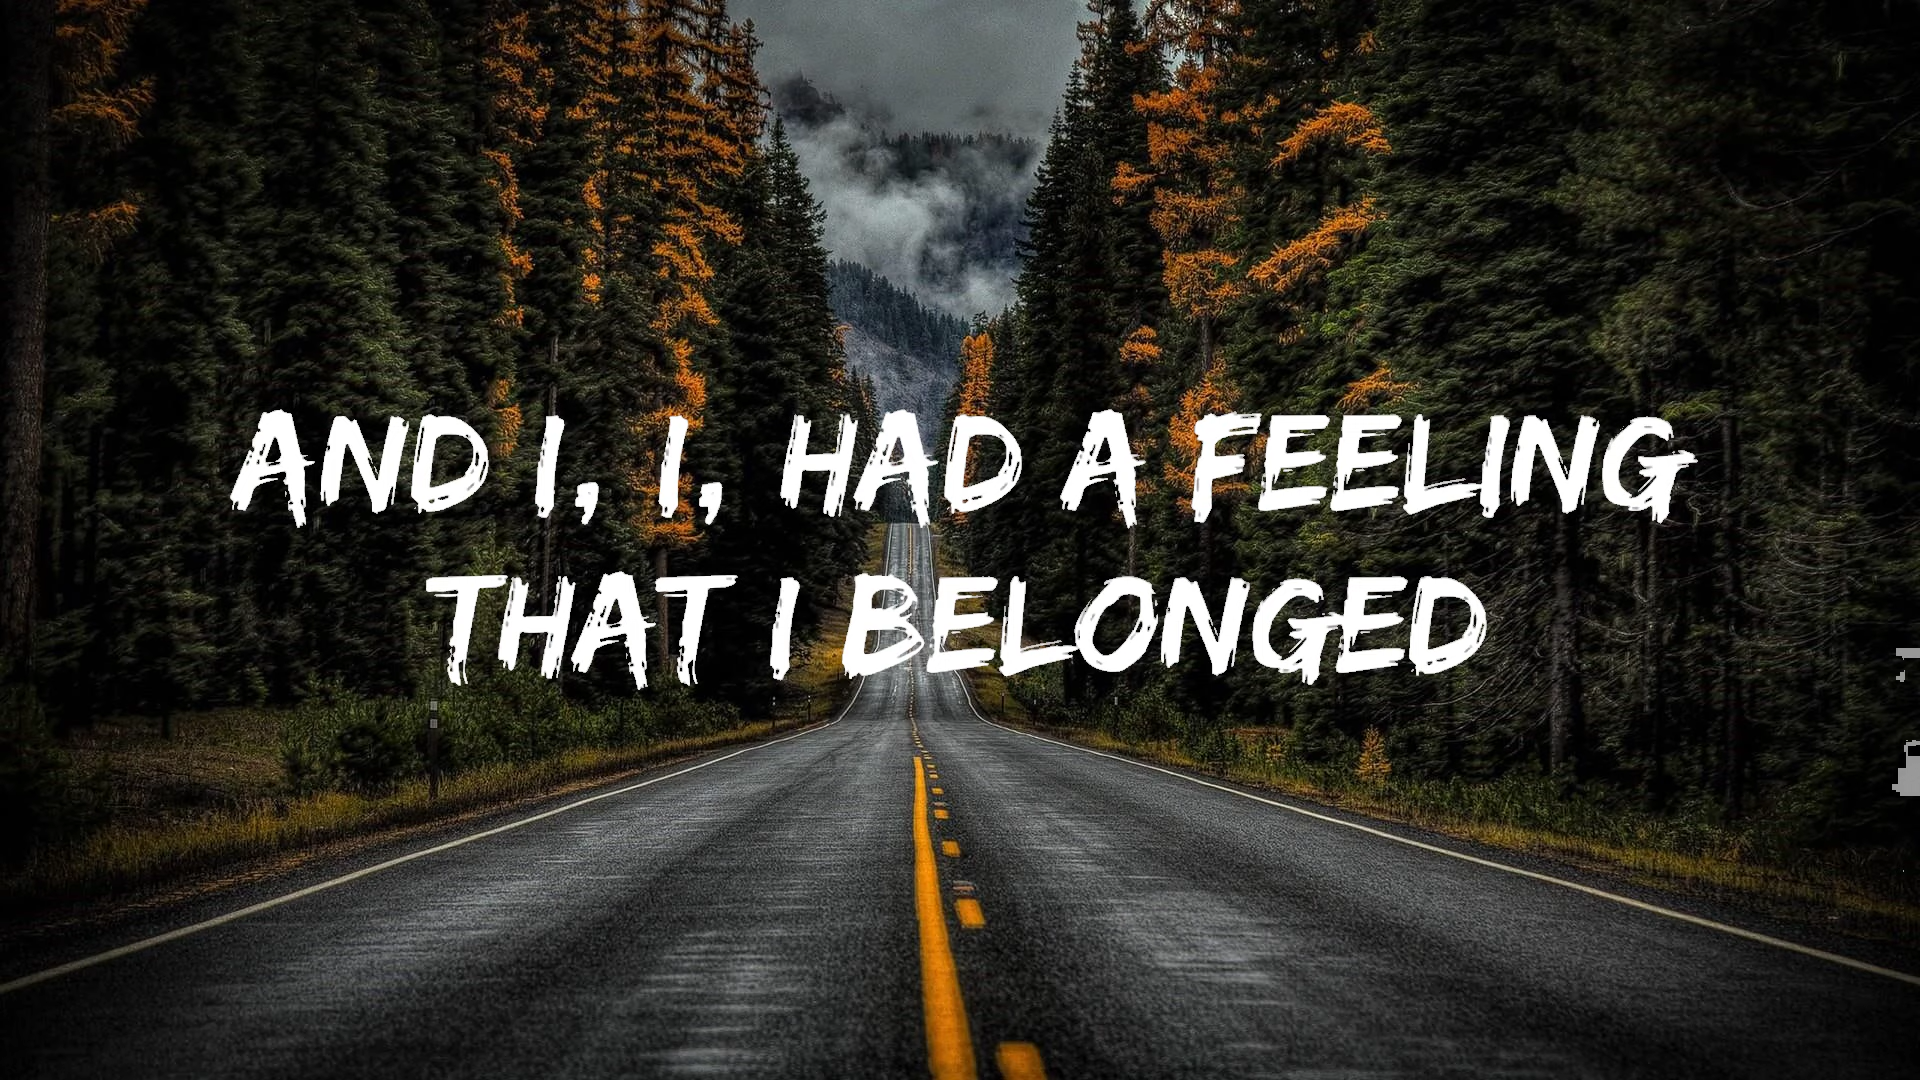 AND I, I, HAD A FEELING
THAT I BELONGED